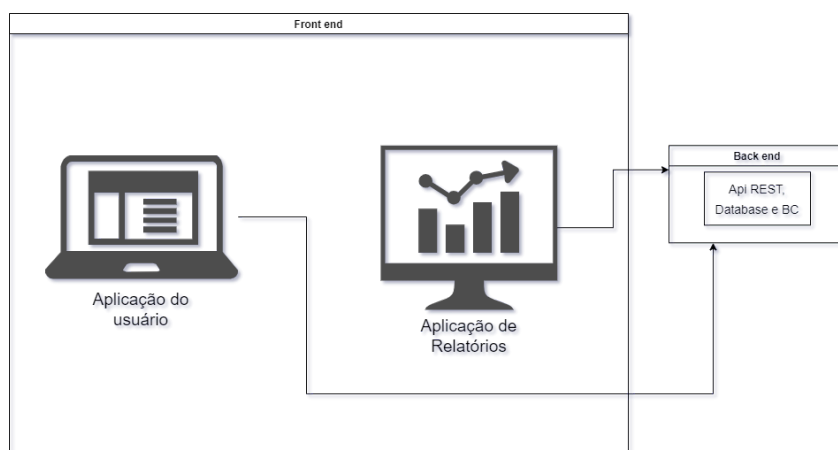 Front end
Aplicação do
usuário
Aplicação de
Relatórios
Back end
Api REST,
Database e BC